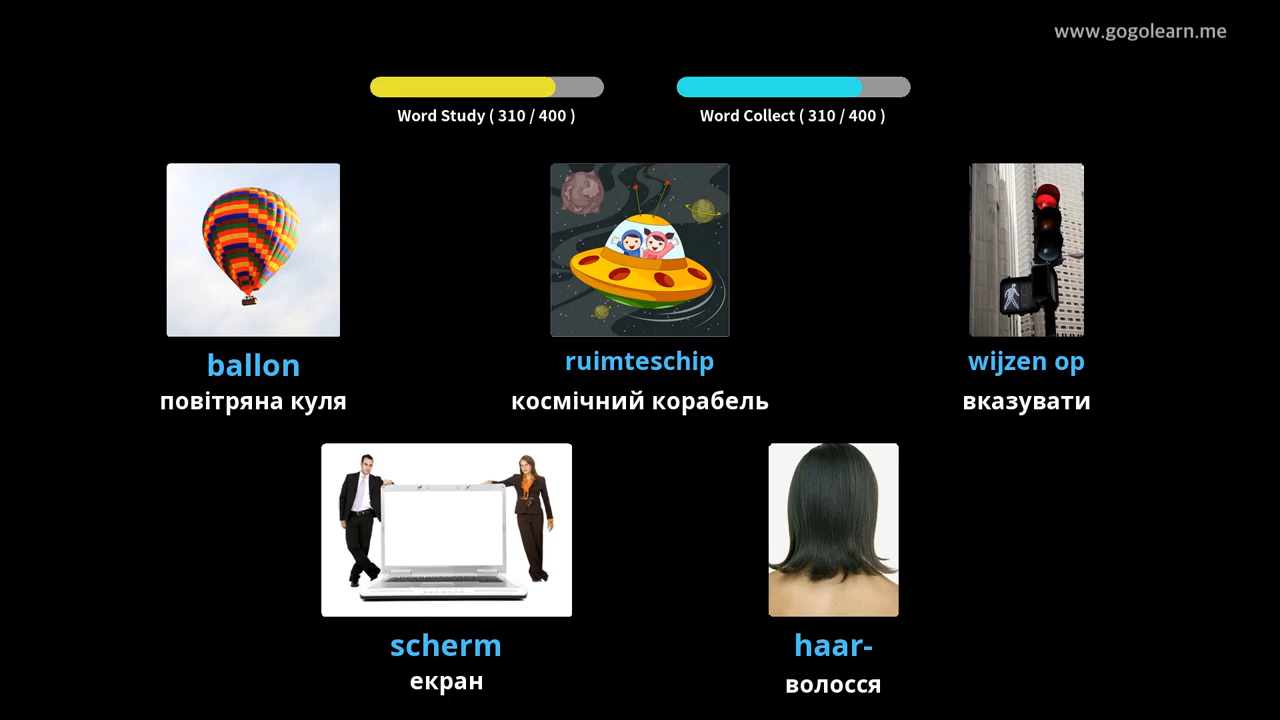 www.gogolearn.me
Word Study ( 310 / 400 )
Word Collect ( 310 / 400 )
ballon
повітряна куля
ruimteschip
космічний корабель
wijzen op
вказувати
scherm
екран
haar-
волосся